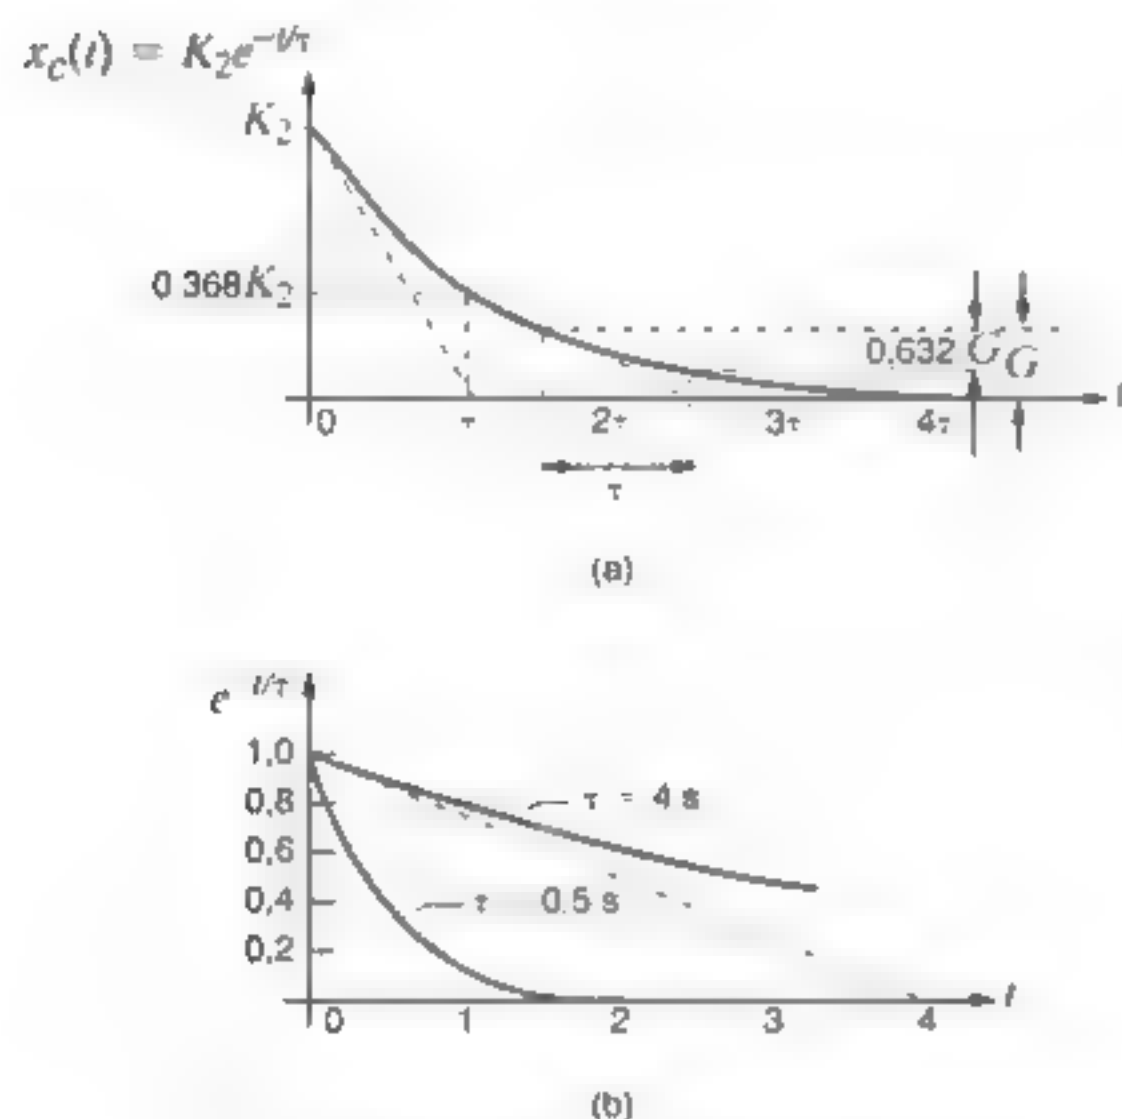 x_c(t) = K_2e^{-t/τ}
K_2
0 368K_2
0,632 G G
0 τ 2τ 3τ 4τ t
τ
(a)
e^{-t/τ}
1,0
0,8
τ = 4 s
0,6
0,4
τ 0.5 s
0,2
0 1 2 3 4 t
(b)